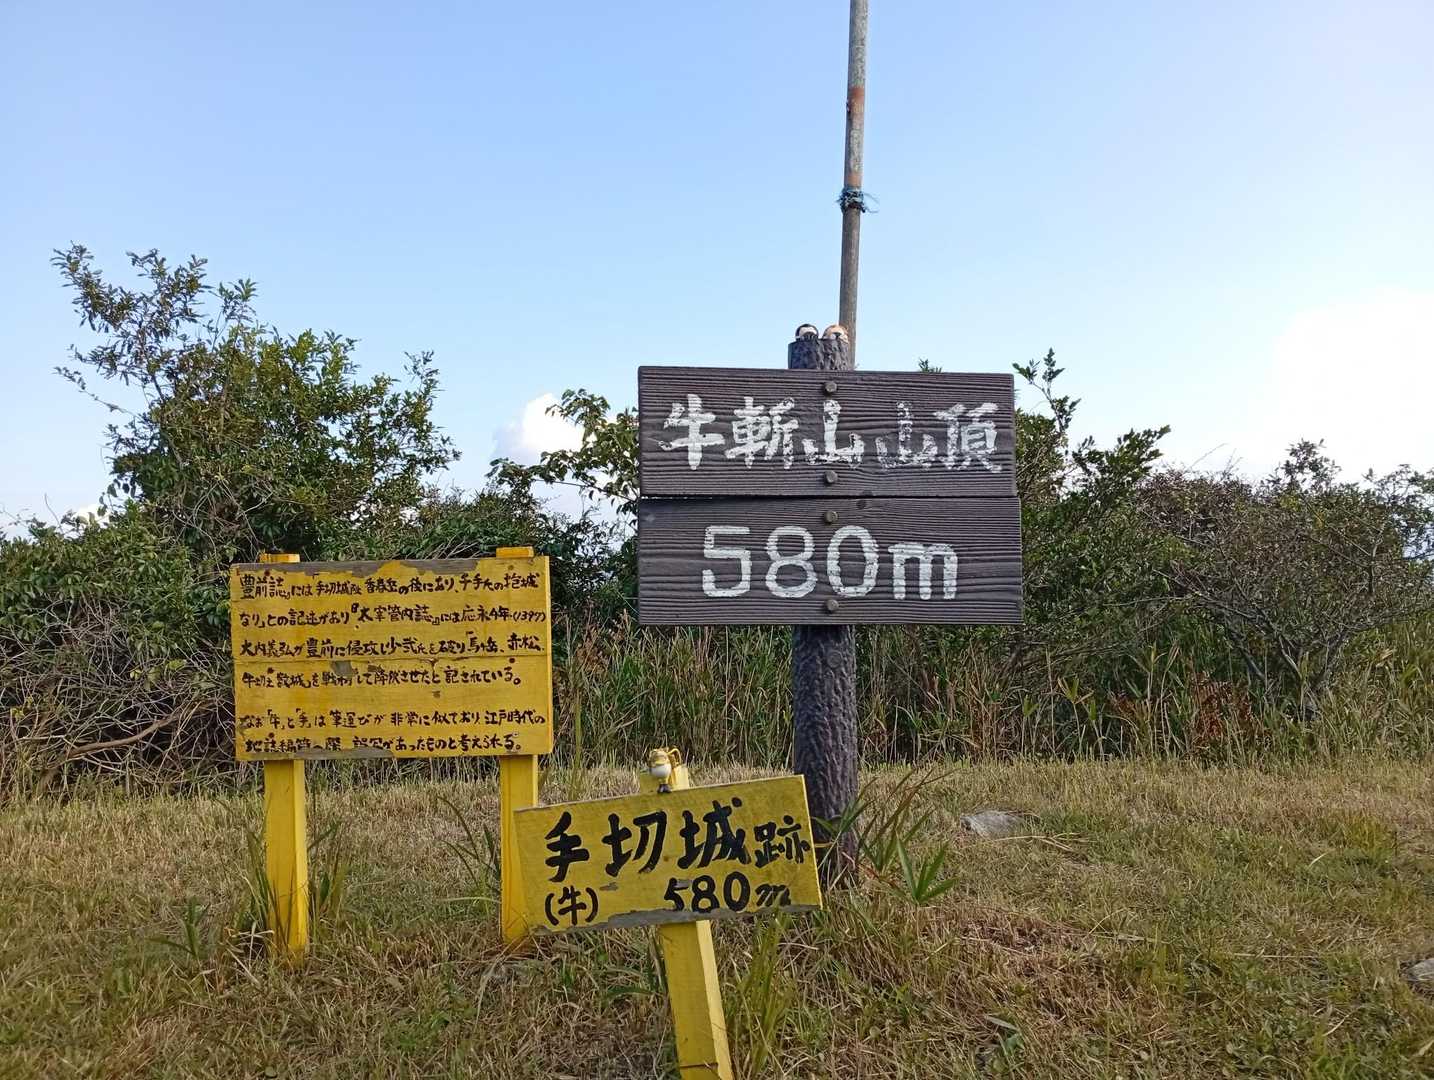 『豊前誌』には「手切城址 香春岳の後にあり、千手氏の抱城
なり」との記述があり『太宰管内誌』には応永4年(1397)
大内義弘が豊前に侵攻し少弐氏を破り「馬ヶ岳、赤松、
牛切之数城」を戦わずして降伏させたと記されている。
なお「牛」と「手」は筆運びが非常に似ており江戸時代の
地誌編纂の際 誤写があったものと考えられる。
牛斬山山頂
580m
手切城跡
(牛) 580m